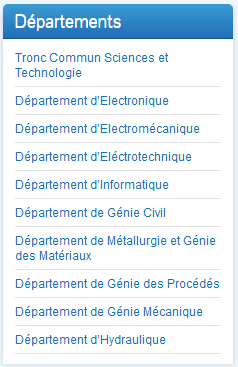 Départements
Tronc Commun Sciences et
Technologie
Département d'Electronique
Département d'Electromécanique
Département d'Eléctrotechnique
Département d'Informatique
Département de Génie Civil
Département de Métallurgie et Génie
des Matériaux
Département de Génie des Procédés
Département de Génie Mécanique
Département d'Hydraulique